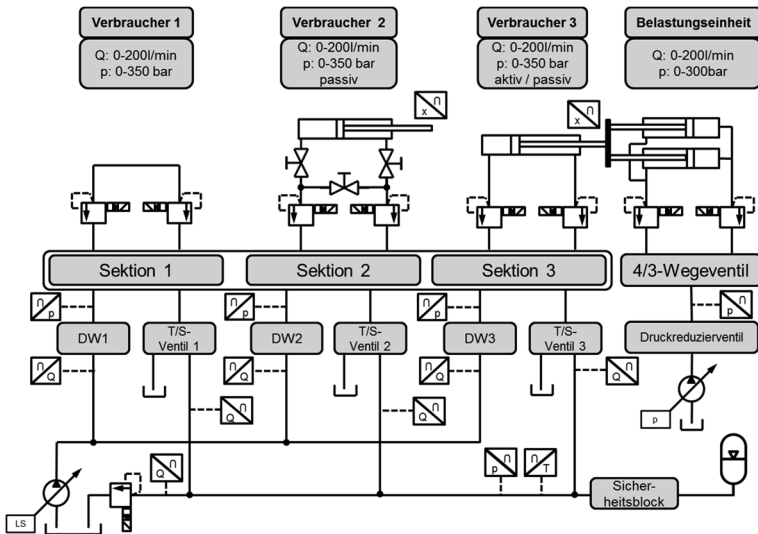 Verbraucher 1
Verbraucher 2
Verbraucher 3
Belastungseinheit
Q: 0-200l/min
p: 0-350 bar
Q: 0-200l/min
p: 0-350 bar
passiv
Q: 0-200l/min
p: 0-350 bar
aktiv / passiv
Q: 0-200l/min
p: 0-300bar
x
∩
x
∩
Sektion 1
Sektion 2
Sektion 3
4/3-Wegeventil
∩
p
∩
p
∩
p
∩
p
DW1
T/S-
Ventil 1
DW2
T/S-
Ventil 2
DW3
T/S-
Ventil 3
Druckreduzierventil
∩
Q
∩
Q
∩
Q
∩
Q
∩
Q
∩
Q
p
∩
Q
∩
p
∩
T
Sicher-
heitsblock
LS